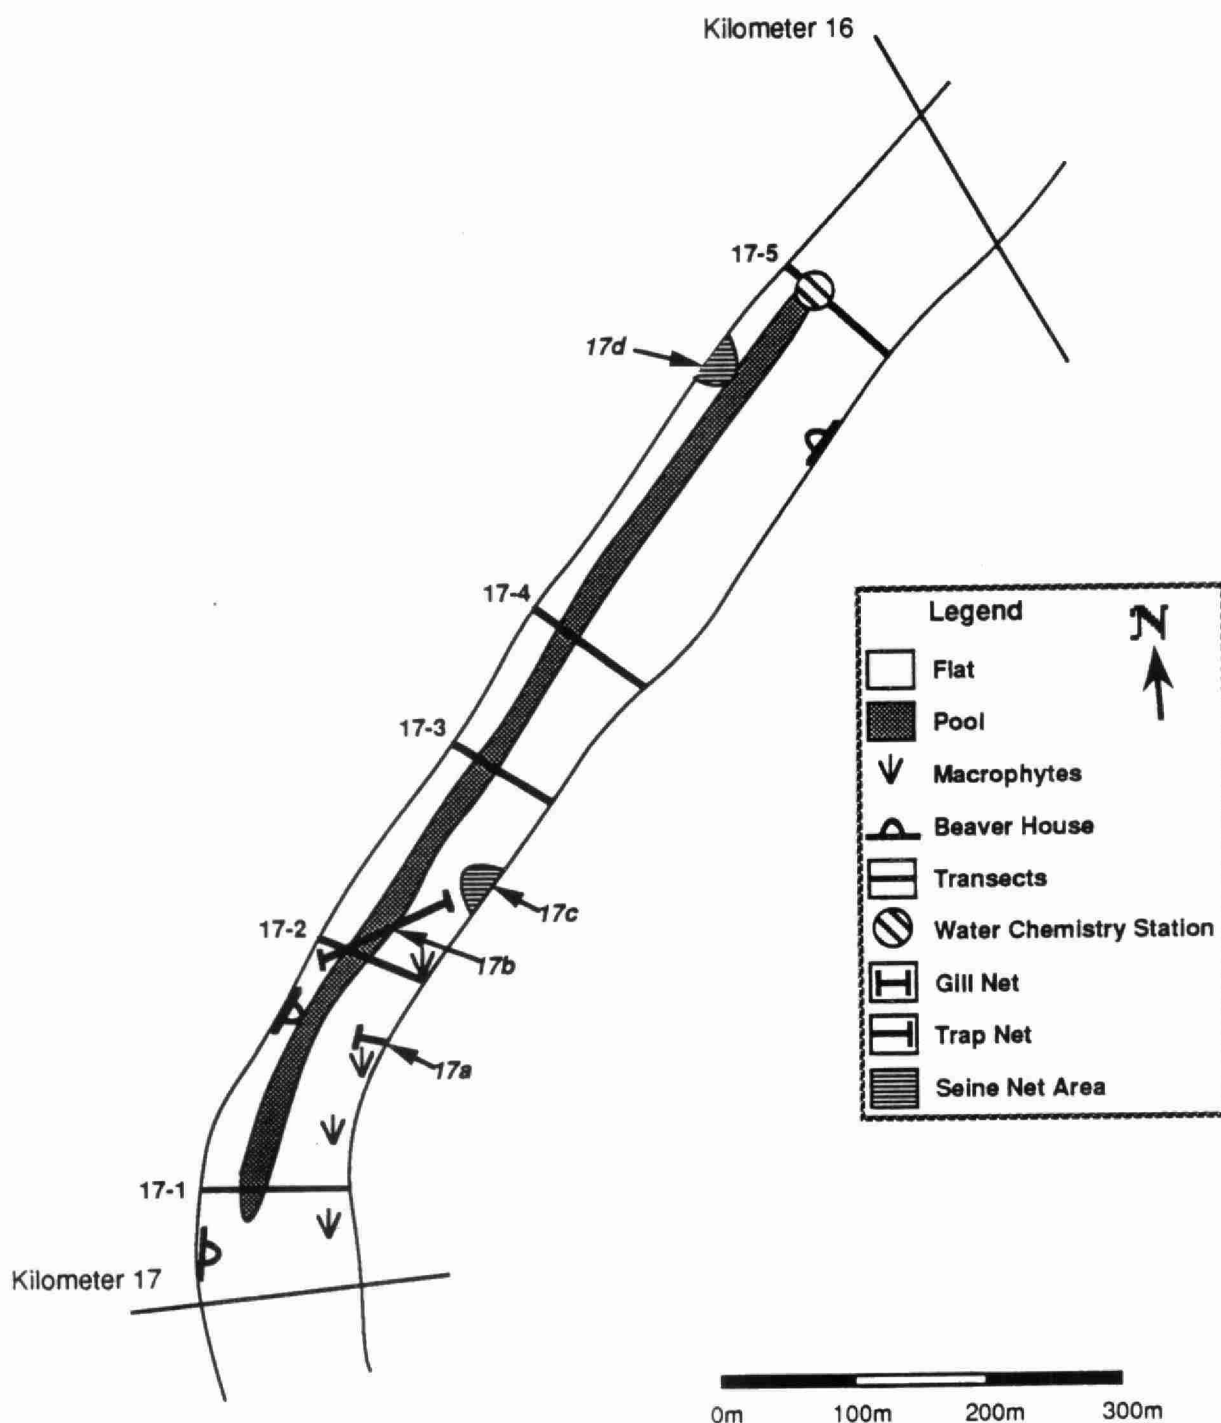 Kilometer 16
17-5
17d
17-4
Legend
N
Flat
Pool
17-3
Macrophytes
Beaver House
Transects
17c
17-2
Water Chemistry Station
17b
Gill Net
Trap Net
17a
Seine Net Area
17-1
Kilometer 17
0m 100m 200m 300m